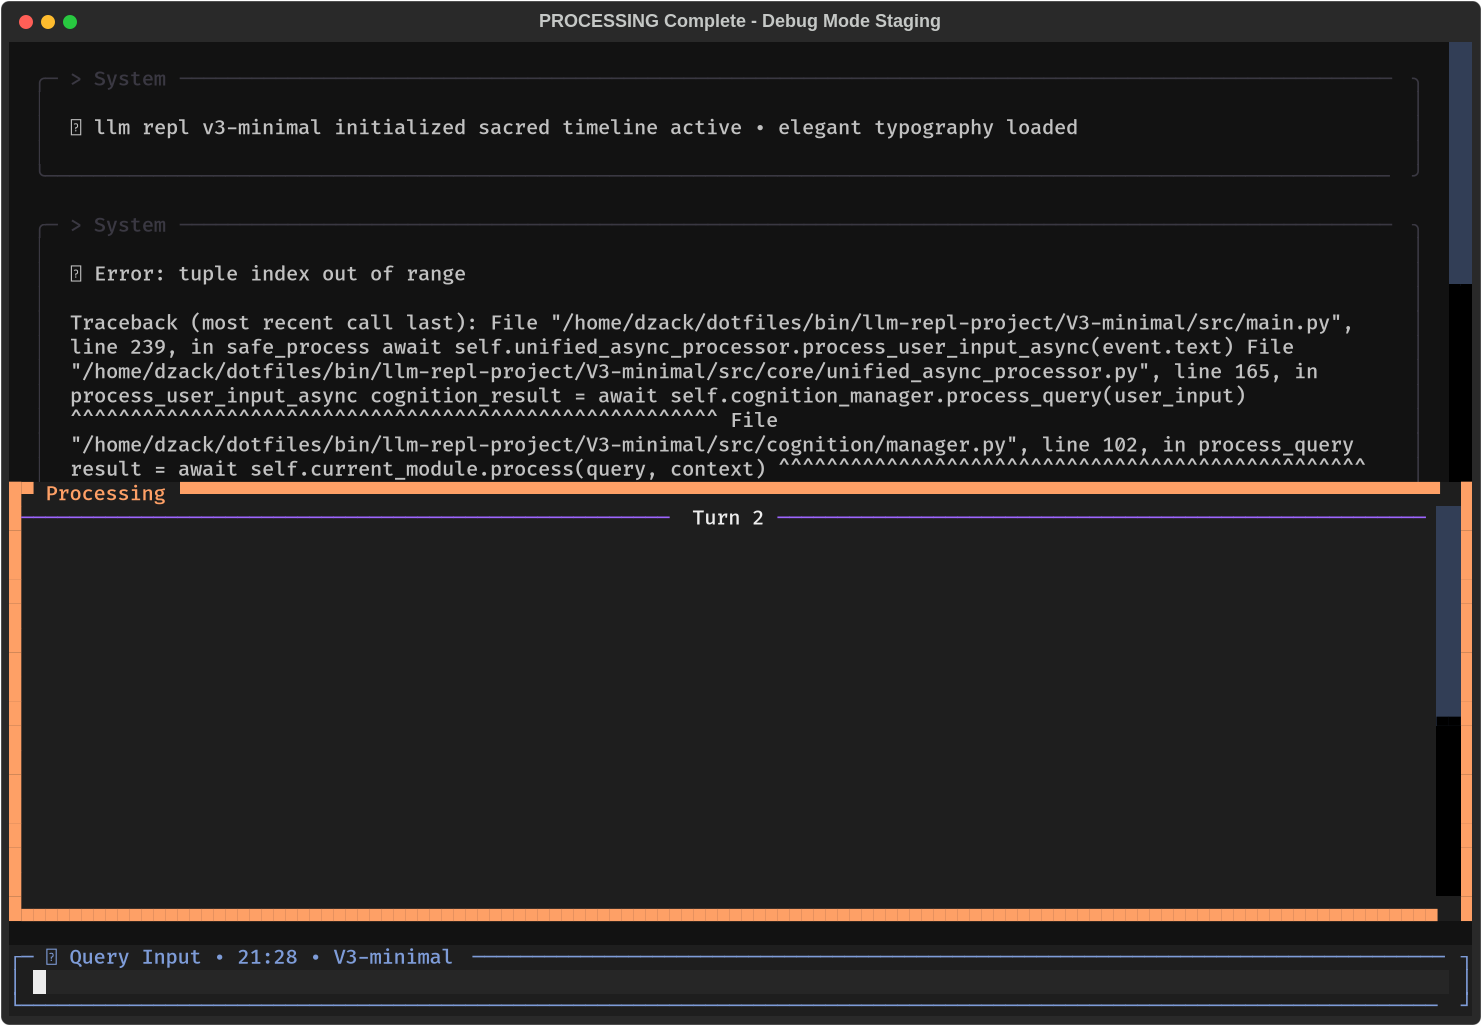 PROCESSING Complete - Debug Mode Staging
> System
llm repl v3-minimal initialized sacred timeline active • elegant typography loaded
> System
Error: tuple index out of range
Traceback (most recent call last): File "/home/dzack/dotfiles/bin/llm-repl-project/V3-minimal/src/main.py",
line 239, in safe_process await self.unified_async_processor.process_user_input_async(event.text) File
"/home/dzack/dotfiles/bin/llm-repl-project/V3-minimal/src/core/unified_async_processor.py", line 165, in
process_user_input_async cognition_result = await self.cognition_manager.process_query(user_input)
^^^^^^^^^^^^^^^^^^^^^^^^^^^^^^^^^^^^^^^^^^^^^^^^^^^^^^ File
"/home/dzack/dotfiles/bin/llm-repl-project/V3-minimal/src/cognition/manager.py", line 102, in process_query
result = await self.current_module.process(query, context) ^^^^^^^^^^^^^^^^^^^^^^^^^^^^^^^^^^^^^^^^^^^^^^^^^
Processing
Turn 2
Query Input • 21:28 • V3-minimal